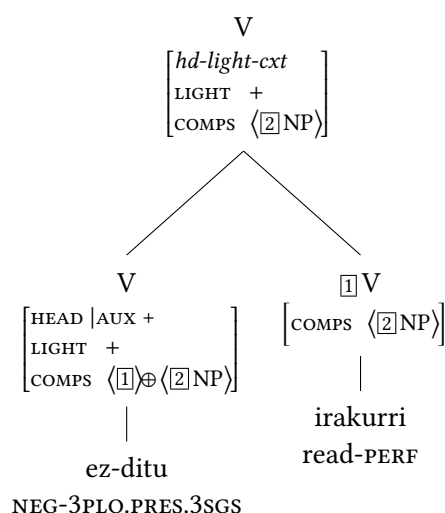 V
[hd-light-cxt
LIGHT +
COMPS ⟨[2]NP⟩]
V
[HEAD |AUX +
LIGHT +
COMPS ⟨[1]⟩⊕⟨[2]NP⟩]
ez-ditu
NEG-3PLO.PRES.3SGS
[1]V
[COMPS ⟨[2]NP⟩]
irakurri
read-PERF